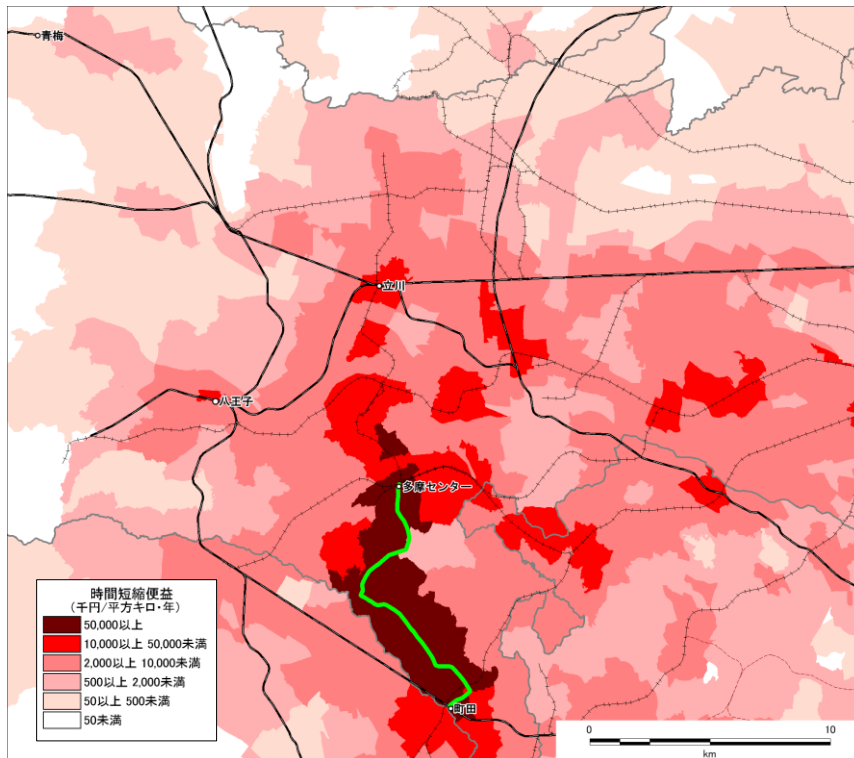 青梅
立川
八王子
多摩センター
町田
時間短縮便益
(千円/平方キロ・年)
50,000以上
10,000以上 50,000未満
2,000以上 10,000未満
500以上 2,000未満
50以上 500未満
50未満
0 10
km